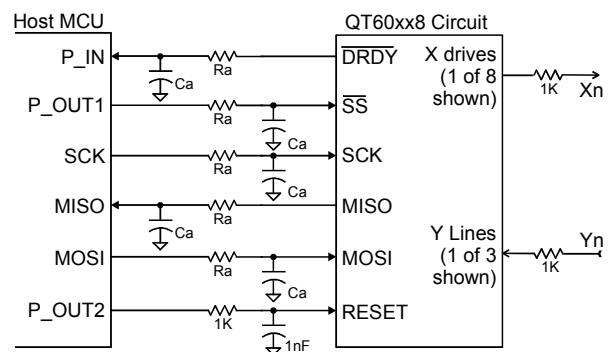 Host MCU
QT60xx8 Circuit
P_IN
Ca
Ra
DRDY
X drives
(1 of 8
shown)
1K
Xn
P_OUT1
Ra
Ca
SS
SCK
Ra
Ca
SCK
MISO
Ca
Ra
MISO
Y Lines
(1 of 3
shown)
Yn
1K
MOSI
Ra
Ca
MOSI
P_OUT2
1K
1nF
RESET